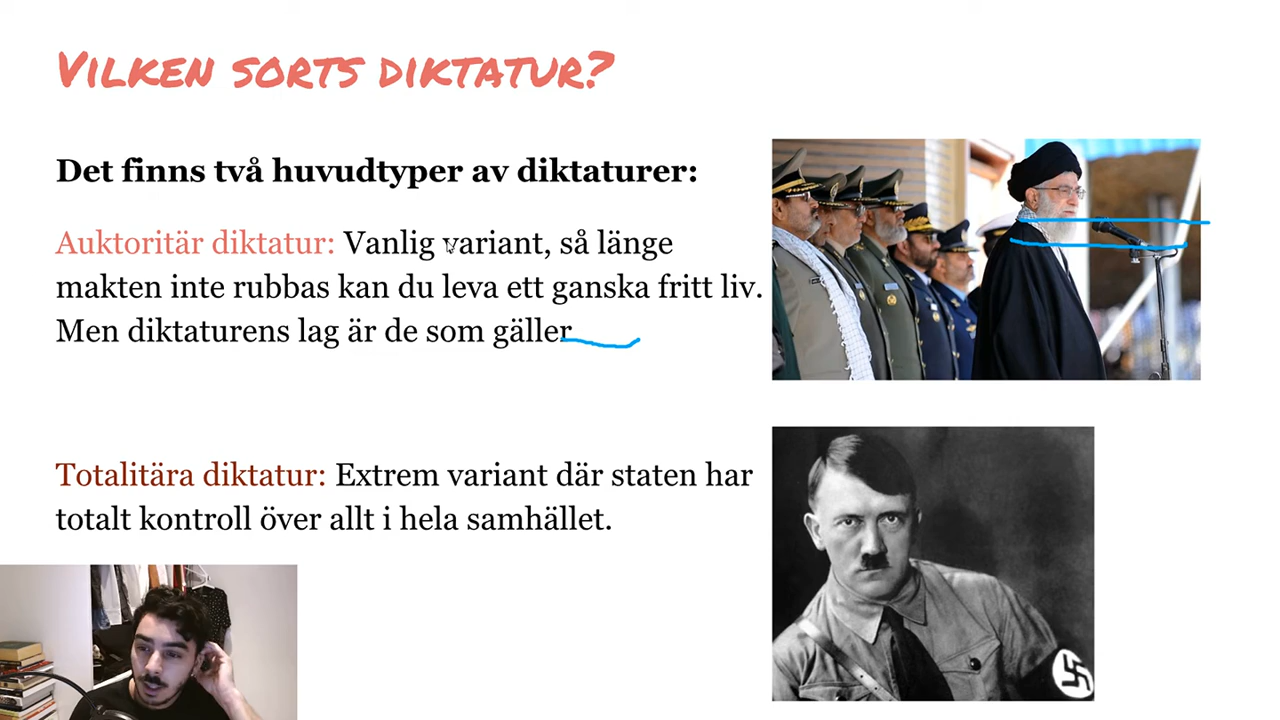 VILKEN SORTS DIKTATUR?
Det finns två huvudtyper av diktaturer:
Auktoritär diktatur: Vanlig variant, så länge
makten inte rubbas kan du leva ett ganska fritt liv.
Men diktaturens lag är de som gäller
Totalitära diktatur: Extrem variant där staten har
totalt kontroll över allt i hela samhället.